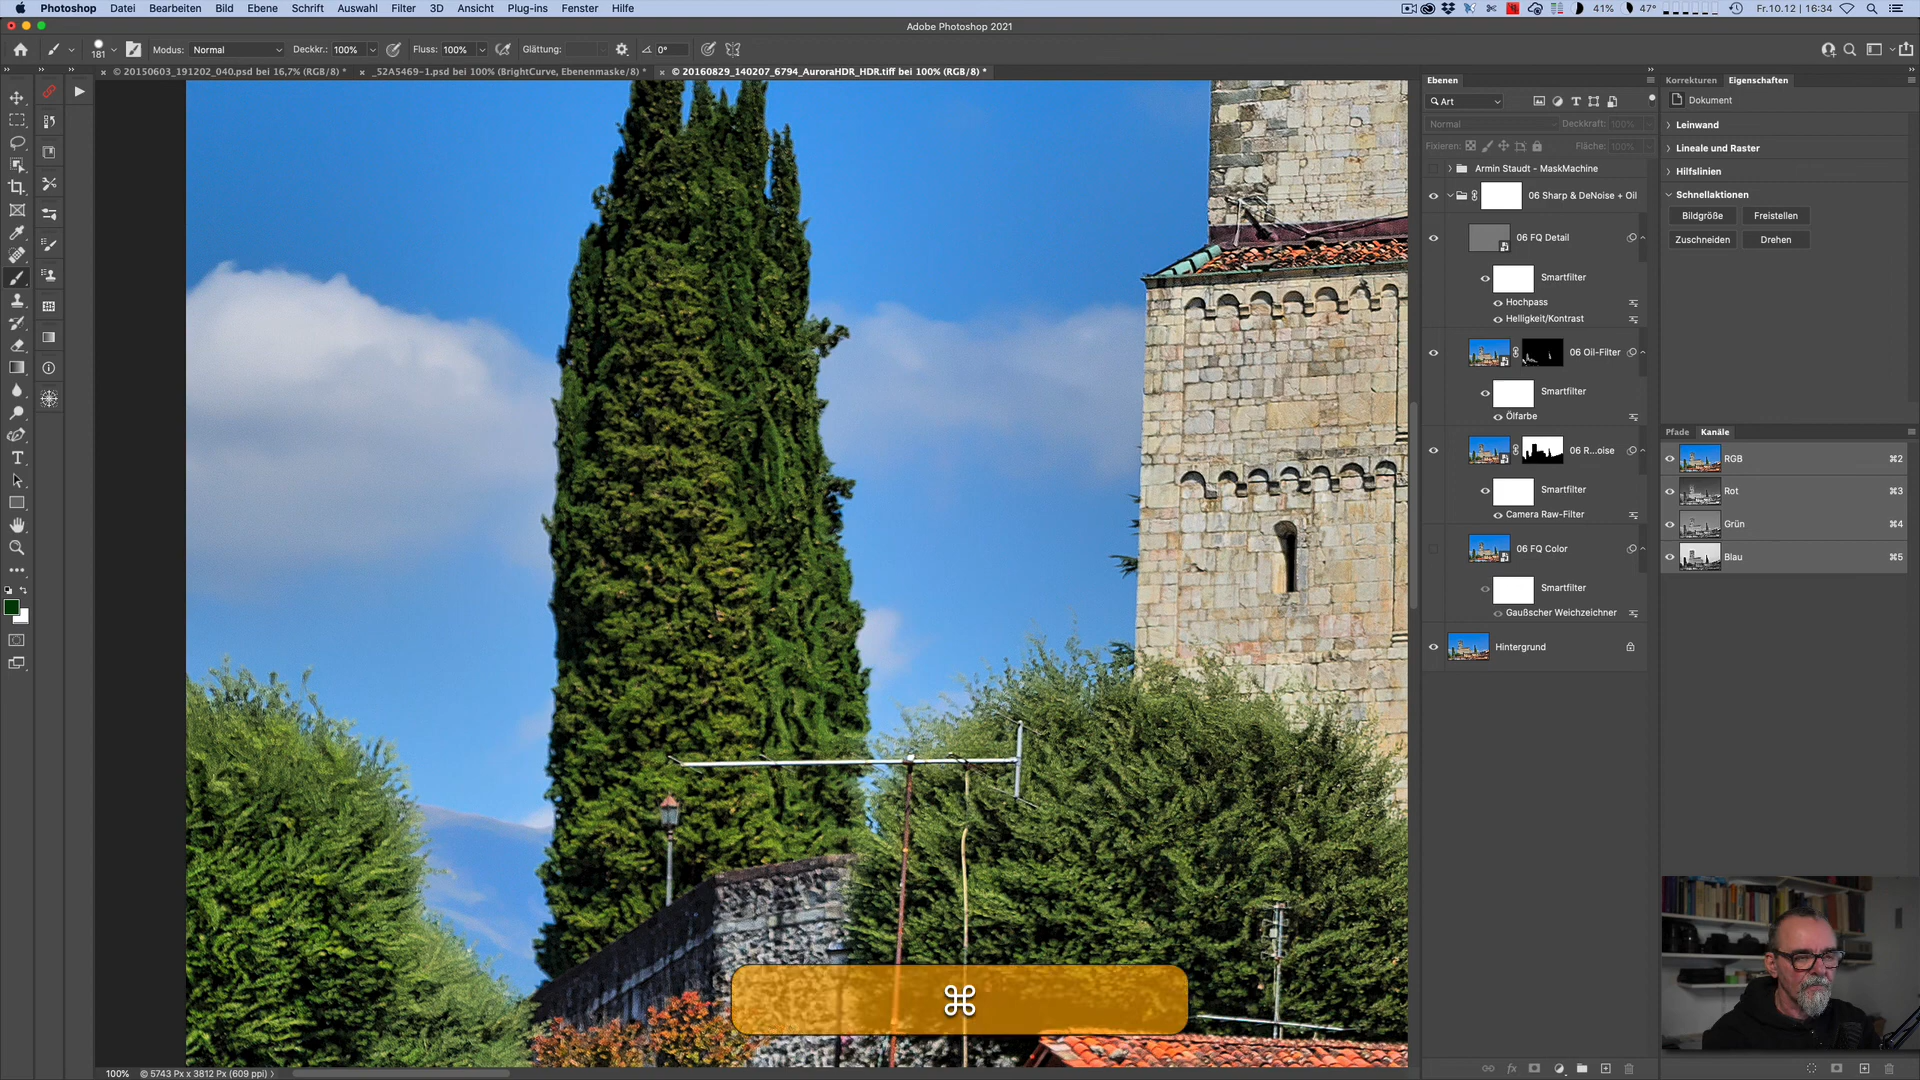 Photoshop Datei Bearbeiten Bild Ebene Schrift Auswahl Filter 3D Ansicht Plug-ins Fenster Hilfe 41% 47° Fr.10.12 16:34
Adobe Photoshop 2021
181 Modus: Normal Deckkr.: 100% Fluss: 100% Glättung: 0°
© 20150603_191202_040.psd bei 16,7% (RGB/8) * _52A5469-1.psd bei 100% (BrightCurve, Ebenenmaske/8) * © 20160829_140207_6794_AuroraHDR_HDR.tiff bei 100% (RGB/8) *
Ebenen
Art
Normal Deckkraft: 100%
Fixieren: Fläche: 100%
Armin Staudt - MaskMachine
06 Sharp & DeNoise + Oil
06 FQ Detail
Smartfilter
Hochpass
Helligkeit/Kontrast
06 Oil-Filter
Smartfilter
Ölfarbe
06 R...oise
Smartfilter
Camera Raw-Filter
06 FQ Color
Smartfilter
Gaußscher Weichzeichner
Hintergrund
Korrekturen Eigenschaften
Dokument
Leinwand
Lineale und Raster
Hilfslinien
Schnellaktionen
Bildgröße Freistellen
Zuschneiden Drehen
Pfade Kanäle
RGB ⌘2
Rot ⌘3
Grün ⌘4
Blau ⌘5
⌘
100% © 5743 Px x 3812 Px (609 ppi)
fx